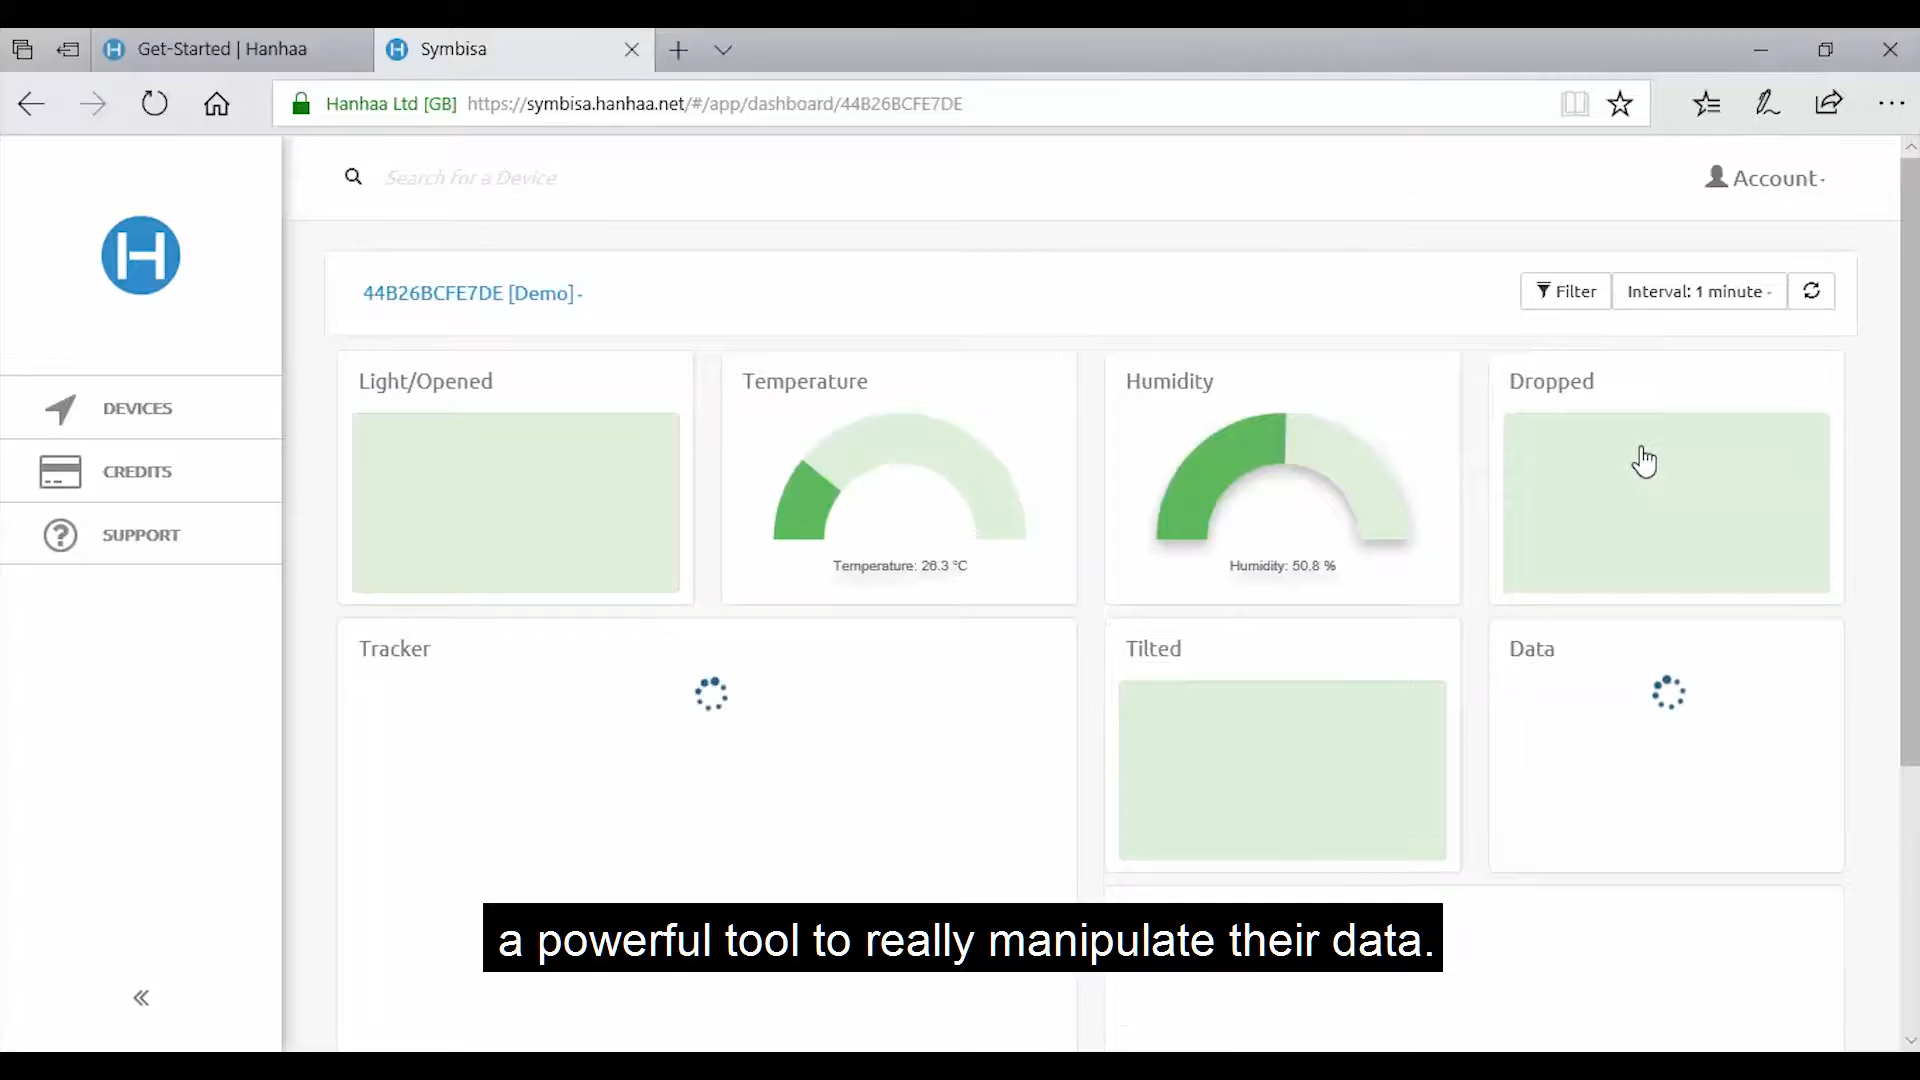 Get-Started | Hanhaa
Symbisa
Hanhaa Ltd [GB] https://symbisa.hanhaa.net/#/app/dashboard/44B26BCFE7DE
Search for a Device
Account
H
44B26BCFE7DE [Demo]
Filter
Interval: 1 minute
DEVICES
CREDITS
SUPPORT
Light/Opened
Temperature
Temperature: 26.3 °C
Humidity
Humidity: 50.8 %
Dropped
Tracker
Tilted
Data
a powerful tool to really manipulate their data.